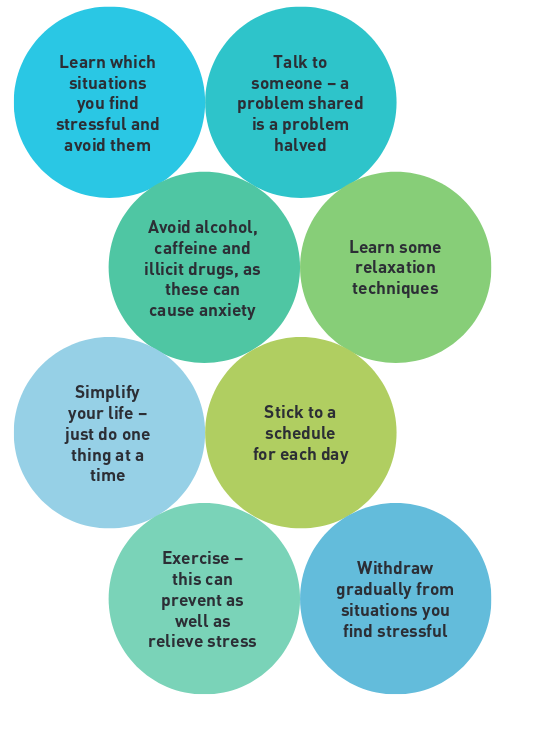 Learn which
situations
you find
stressful and
avoid them
Talk to
someone – a
problem shared
is a problem
halved
Avoid alcohol,
caffeine and
illicit drugs, as
these can
cause anxiety
Learn some
relaxation
techniques
Simplify
your life –
just do one
thing at a
time
Stick to a
schedule
for each day
Exercise –
this can
prevent as
well as
relieve stress
Withdraw
gradually from
situations you
find stressful